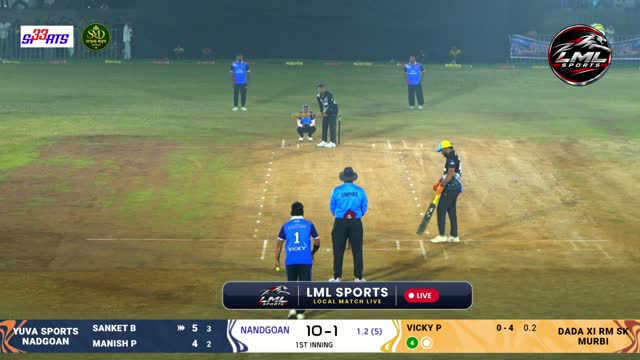 33
SPORTS
S&D
LML
SPORTS
UMPIRE
1
VICKY
LML SPORTS
LOCAL MATCH LIVE
LIVE
YUVA SPORTS
NADGOAN
SANKET B 5 3
MANISH P 4 2
NANDGOAN 10-1 1.2 (5)
1ST INNING
VICKY P 0-4 0.2
4
DADA XI RM SK
MURBI